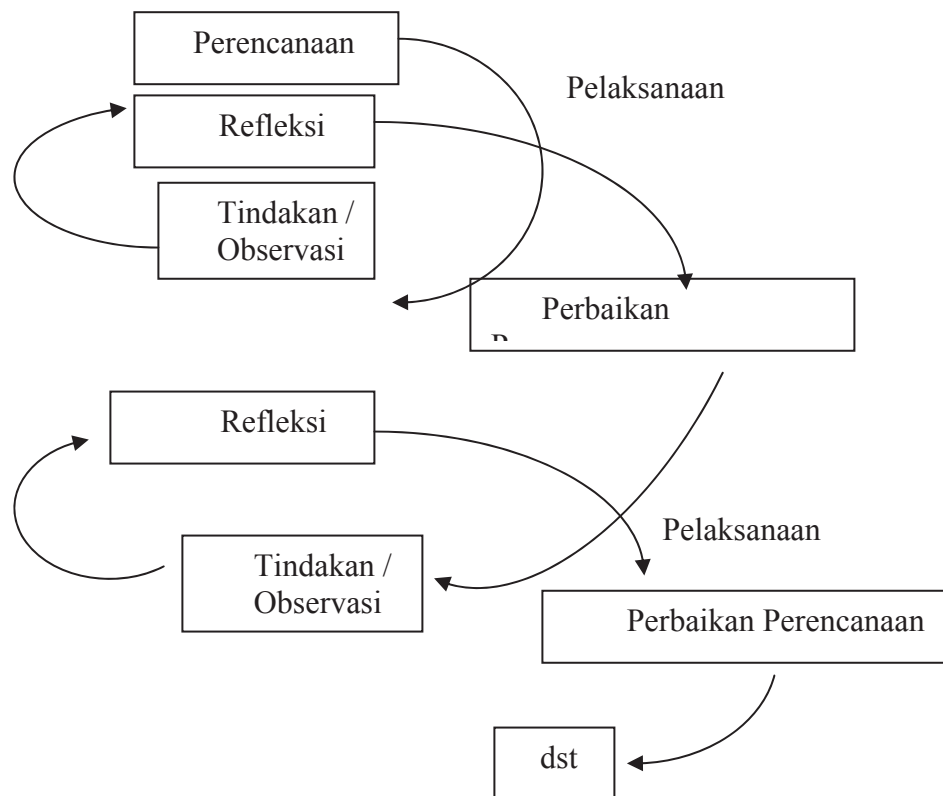 Perencanaan
Pelaksanaan
Refleksi
Tindakan /
Observasi
Perbaikan
Refleksi
Pelaksanaan
Tindakan /
Observasi
Perbaikan Perencanaan
dst